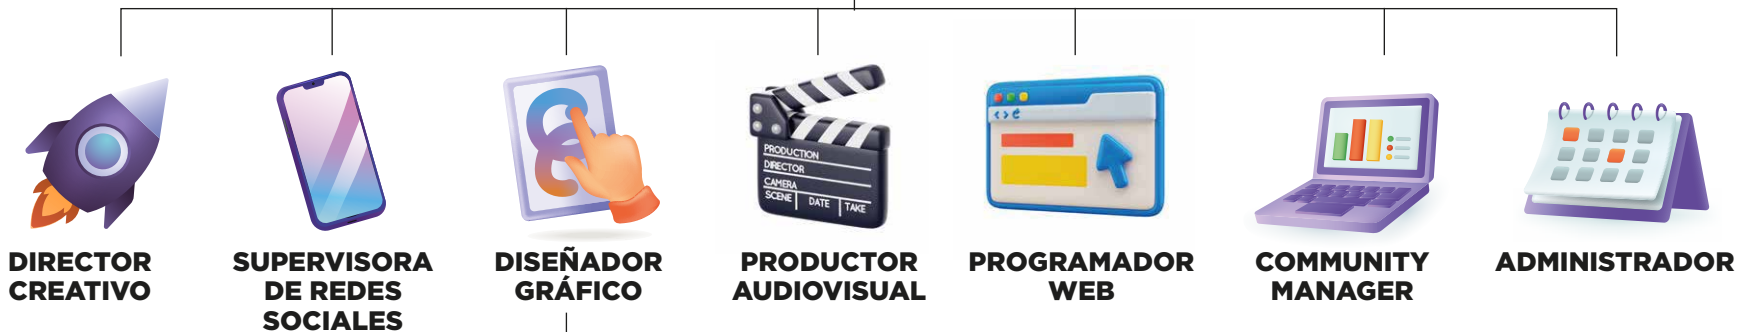 PRODUCTION
DIRECTOR
CAMERA
SCENE DATE TAKE
DIRECTOR
CREATIVO
SUPERVISORA
DE REDES
SOCIALES
DISEÑADOR
GRÁFICO
PRODUCTOR
AUDIOVISUAL
PROGRAMADOR
WEB
COMMUNITY
MANAGER
ADMINISTRADOR